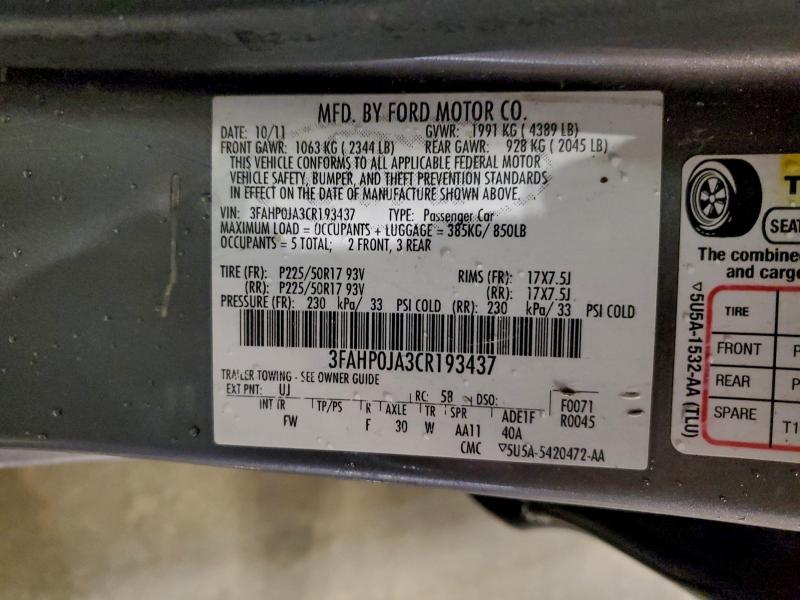 MFD. BY FORD MOTOR CO.
DATE: 10/11 GVWR: 1991 KG ( 4389 LB)
FRONT GAWR: 1063 KG ( 2344 LB) REAR GAWR: 928 KG ( 2045 LB)
THIS VEHICLE CONFORMS TO ALL APPLICABLE FEDERAL MOTOR
VEHICLE SAFETY, BUMPER, AND THEFT PREVENTION STANDARDS
IN EFFECT ON THE DATE OF MANUFACTURE SHOWN ABOVE.
VIN: 3FAHP0JA3CR193437 TYPE: Passenger Car
MAXIMUM LOAD = OCCUPANTS + LUGGAGE = 385KG/ 850LB
OCCUPANTS = 5 TOTAL; 2 FRONT, 3 REAR
TIRE (FR): P225/50R17 93V RIMS (FR): 17X7.5J
(RR): P225/50R17 93V (RR): 17X7.5J
PRESSURE (FR): 230 kPa/ 33 PSI COLD (RR): 230 kPa/ 33 PSI COLD
3FAHP0JA3CR193437
TRAILER TOWING - SEE OWNER GUIDE
EXT PNT: UJ RC: 58 DSO: F0071
INT TR TP/PS R AXLE TR SPR ADE1F R0045
FW F 30 W AA11 40A
CMC ▽5U5A-5420472-AA
T
SEAT
The combined
and cargo
TIRE
FRONT P
REAR P
SPARE T1
▽5U5A-1532-AA (TLU)